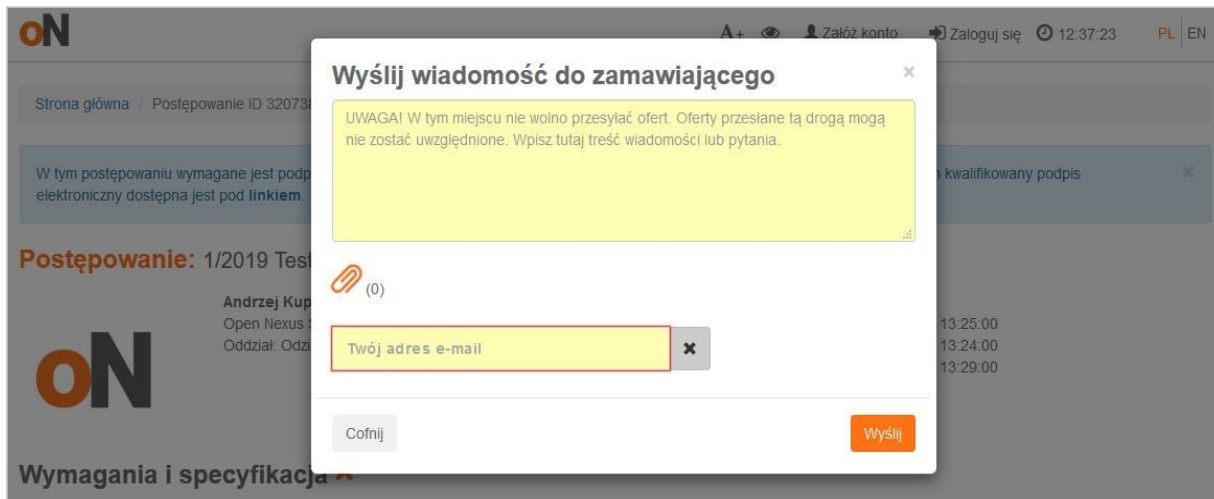 oN
A+ Załóż konto Zaloguj się 12:37:23 PL EN
Wyślij wiadomość do zamawiającego ×
Strona główna / Postępowanie ID 32073
UWAGA! W tym miejscu nie wolno przesyłać ofert. Oferty przesłane tą drogą mogą
nie zostać uwzględnione. Wpisz tutaj treść wiadomości lub pytania.
W tym postępowaniu wymagane jest
kwalifikowany podpis ×
elektroniczny dostępna jest pod linkiem.
Postępowanie: 1/2019 Test
(0)
Andrzej
Open Nexus
Oddział:
oN
13:25:00
13:24:00
13:29:00
Twój adres e-mail
Cofnij Wyślij
Wymagania i specyfikacja